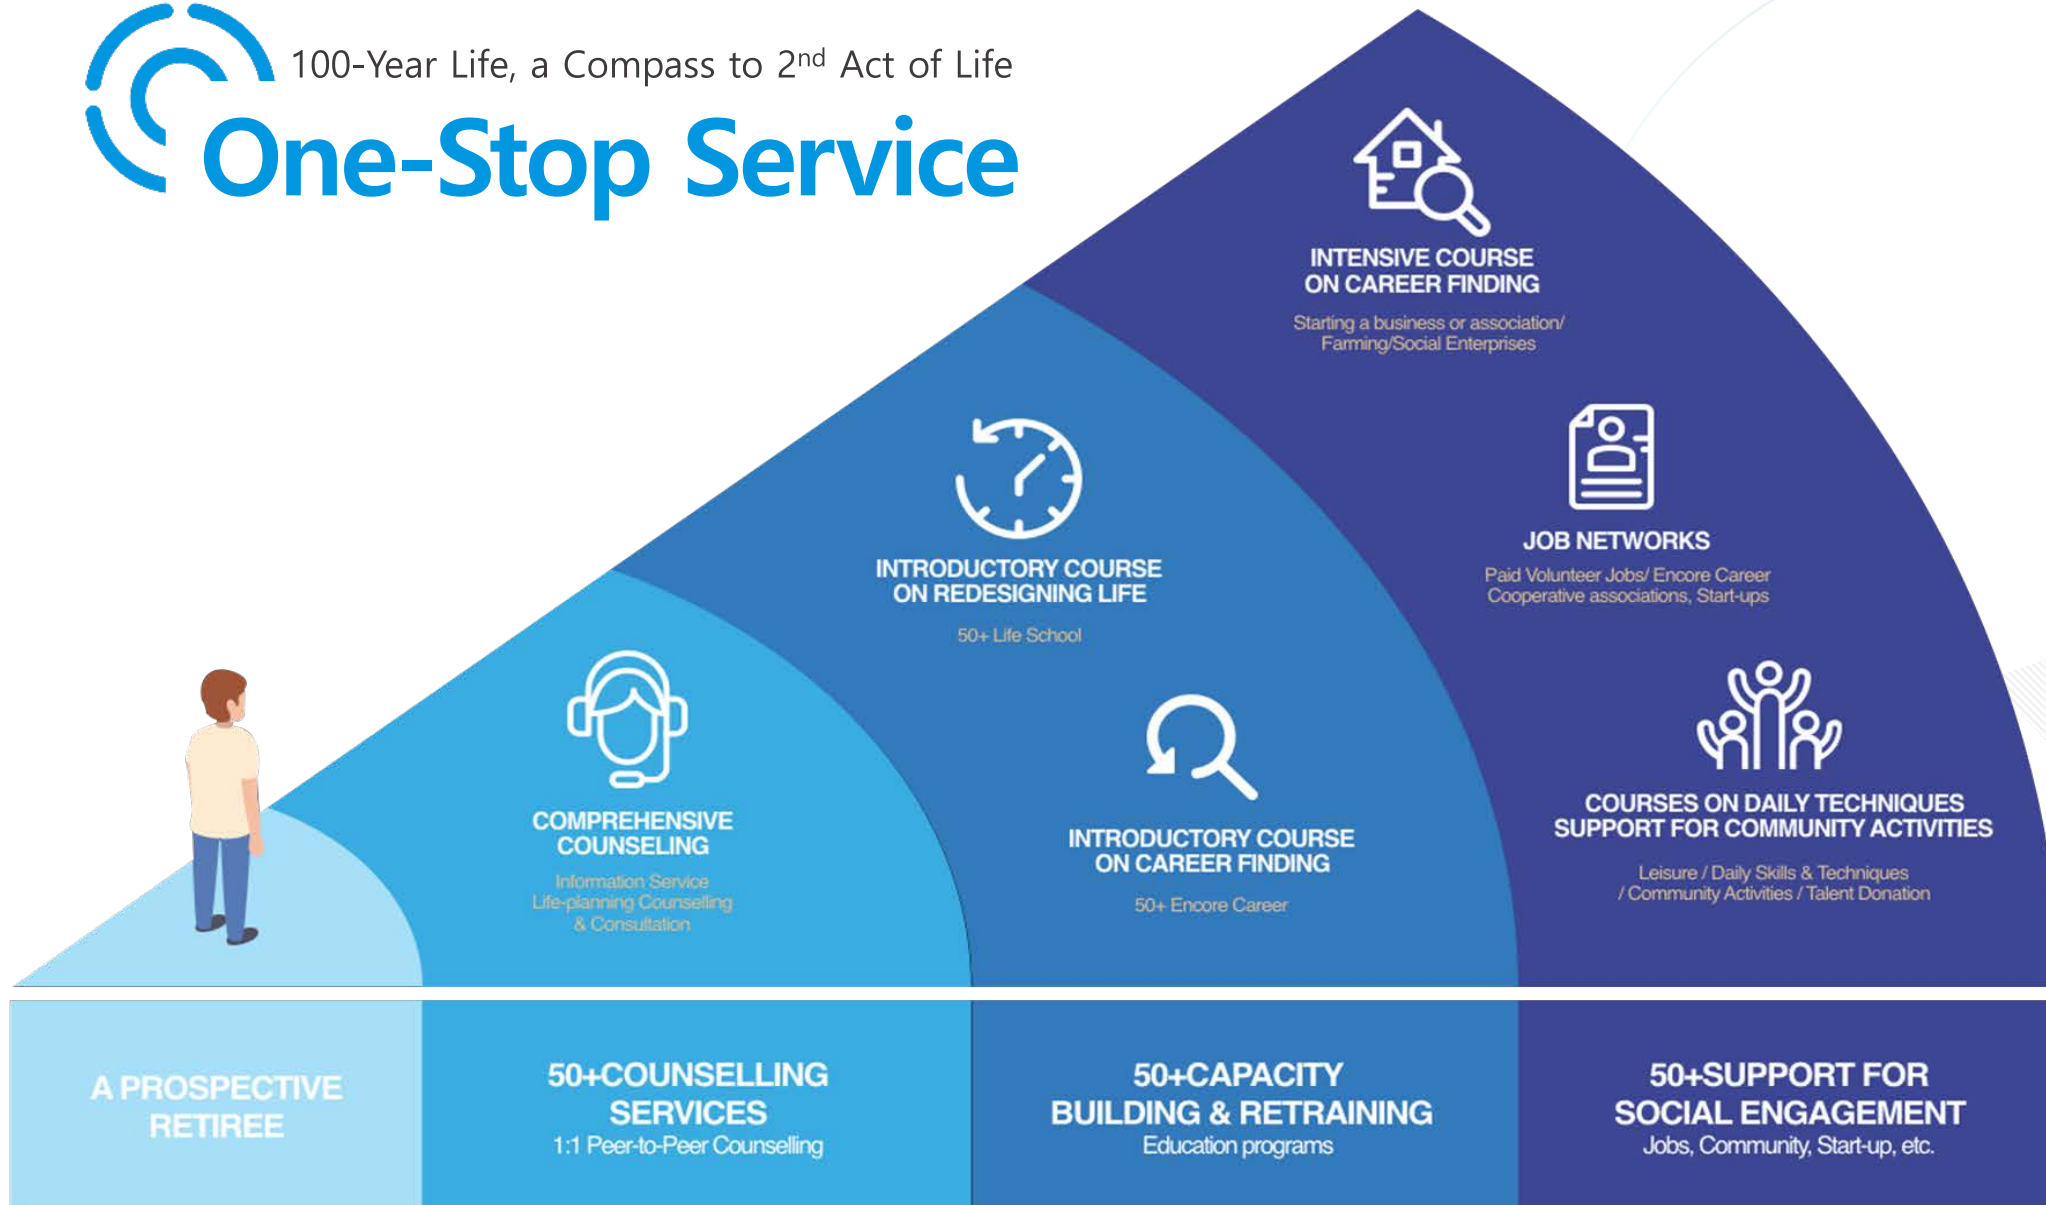 100-Year Life, a Compass to 2nd Act of Life
One-Stop Service
INTENSIVE COURSE
ON CAREER FINDING
Starting a business or association/
Farming/Social Enterprises
JOB NETWORKS
Paid Volunteer Jobs/ Encore Career
Cooperative associations, Start-ups
COURSES ON DAILY TECHNIQUES
SUPPORT FOR COMMUNITY ACTIVITIES
Leisure / Daily Skills & Techniques
/ Community Activities / Talent Donation
INTRODUCTORY COURSE
ON REDESIGNING LIFE
50+ Life School
INTRODUCTORY COURSE
ON CAREER FINDING
50+ Encore Career
COMPREHENSIVE
COUNSELING
Information Service
Life-planning Counselling
& Consultation
A PROSPECTIVE
RETIREE
50+COUNSELLING
SERVICES
1:1 Peer-to-Peer Counselling
50+CAPACITY
BUILDING & RETRAINING
Education programs
50+SUPPORT FOR
SOCIAL ENGAGEMENT
Jobs, Community, Start-up, etc.